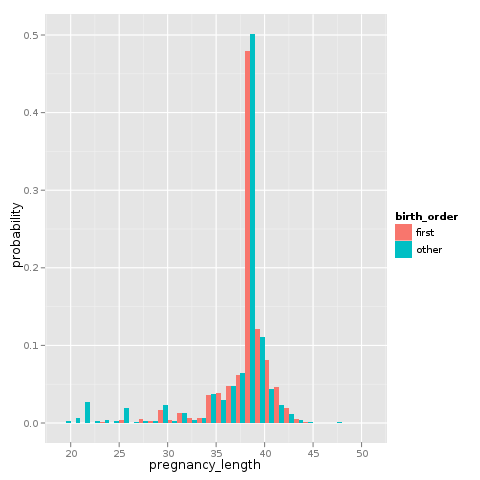 0.5
0.4
0.3
0.2
0.1
0.0
probability
20 25 30 35 40 45 50
pregnancy_length
birth_order
first
other